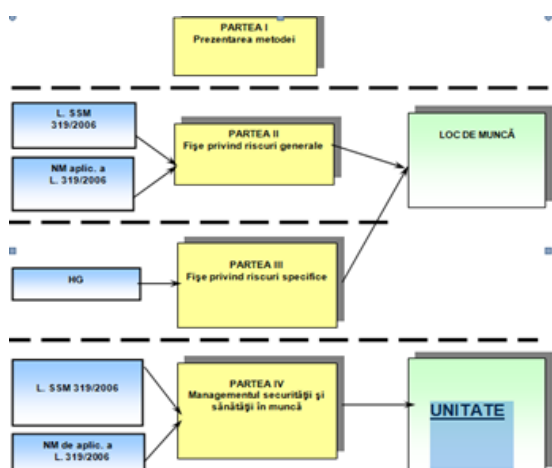 PARTEA I
Prezentarea metodei
L. SSM
319/2006
NM aplic. a
L. 319/2006
PARTEA II
Fişe privind riscuri generale
LOC DE MUNCĂ
HG
PARTEA III
Fişe privind riscuri specifice
L. SSM 319/2006
NM de aplic. a
L. 319/2006
PARTEA IV
Managementul securităţii şi
sănătăţii în muncă
UNITATE